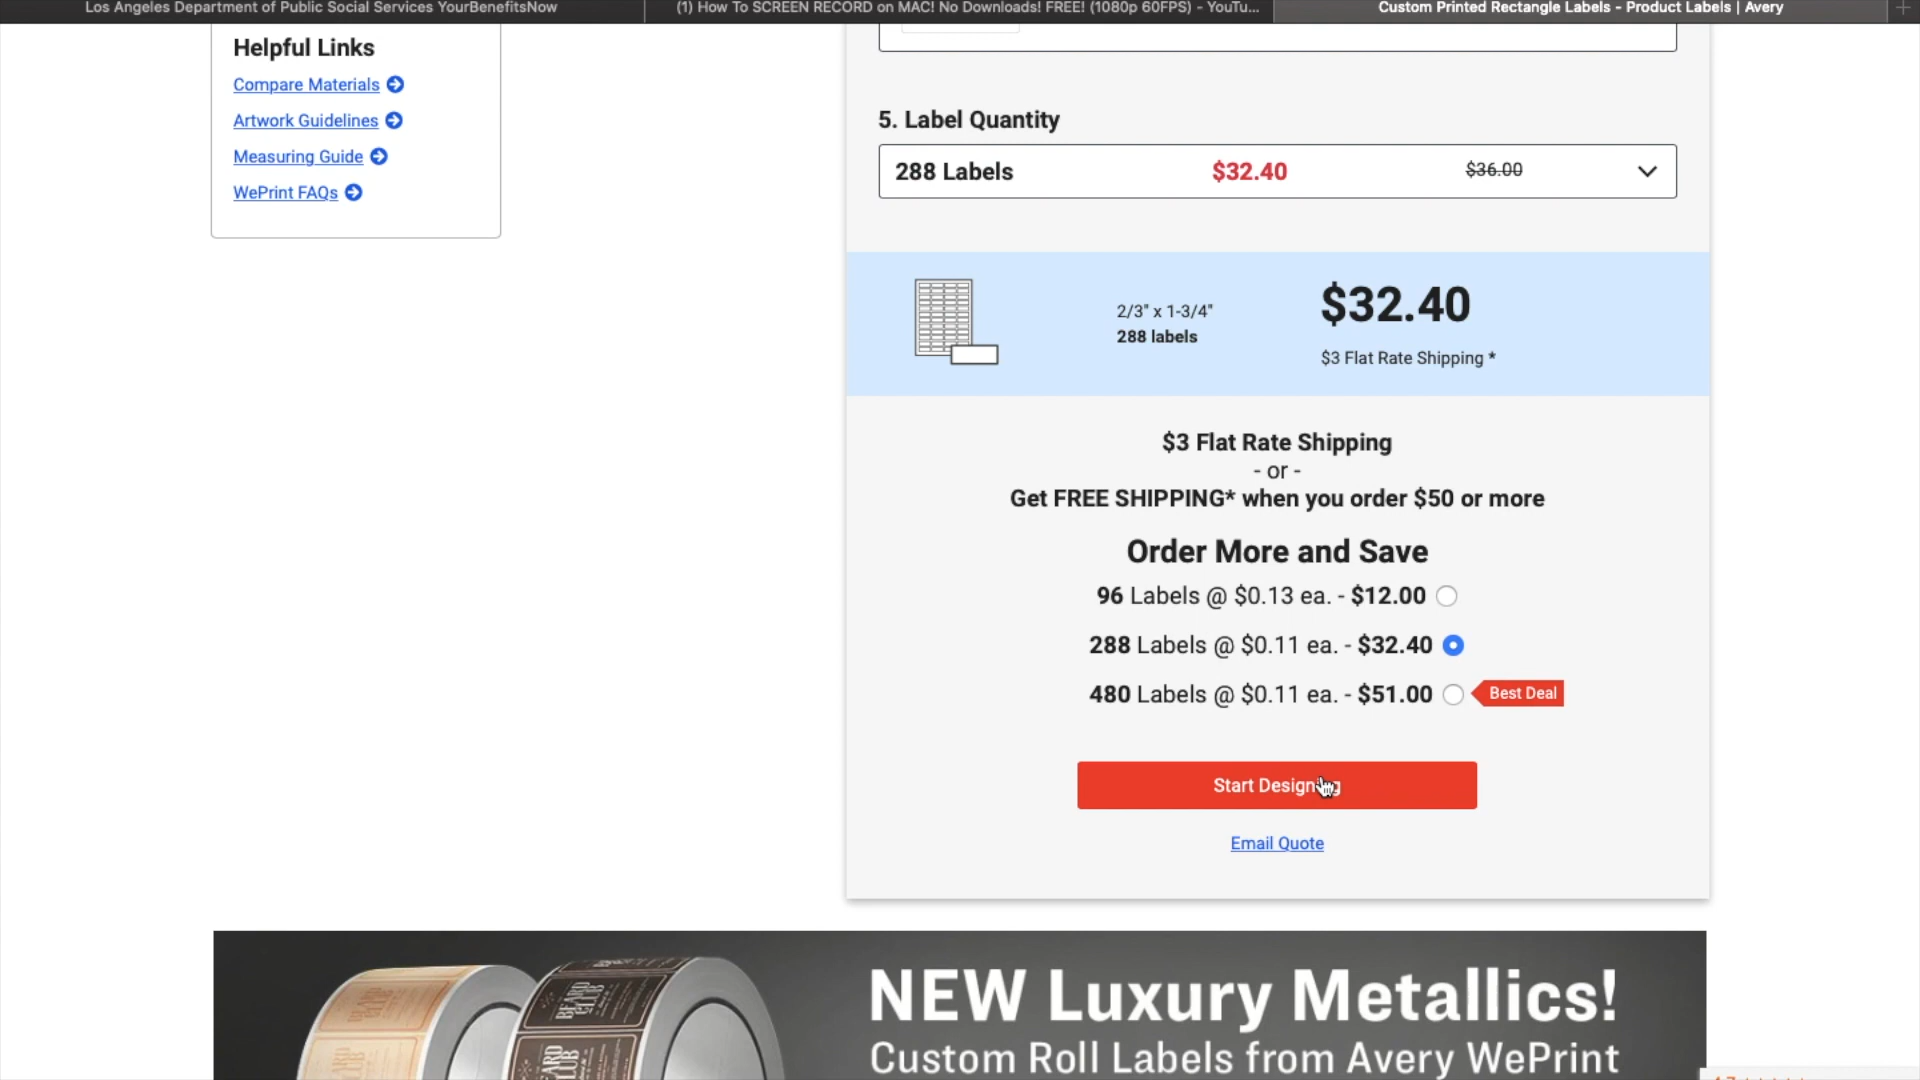 Los Angeles Department of Public Social Services YourBenefitsNow
(1) How To SCREEN RECORD on MAC! No Downloads! FREE! (1080p 60FPS) - YouTu...
Custom Printed Rectangle Labels - Product Labels | Avery
Helpful Links
Compare Materials
Artwork Guidelines
Measuring Guide
WePrint FAQs
5. Label Quantity
288 Labels $32.40 $36.00
2/3" x 1-3/4"
288 labels
$32.40
$3 Flat Rate Shipping *
$3 Flat Rate Shipping
- or -
Get FREE SHIPPING* when you order $50 or more
Order More and Save
96 Labels @ $0.13 ea. - $12.00
288 Labels @ $0.11 ea. - $32.40
480 Labels @ $0.11 ea. - $51.00 Best Deal
Start Designing
Email Quote
NEW Luxury Metallics!
Custom Roll Labels from Avery WePrint
BEARD
CLUB